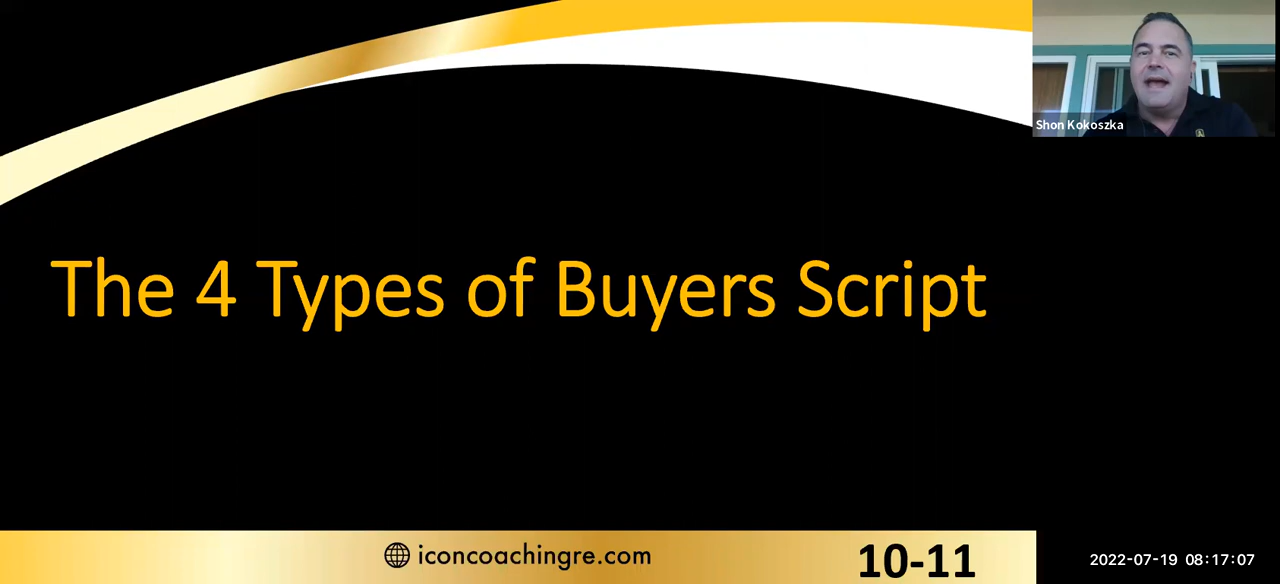 Shon Kokoszka
The 4 Types of Buyers Script
iconcoachingre.com
10-11
2022-07-19 08:17:07